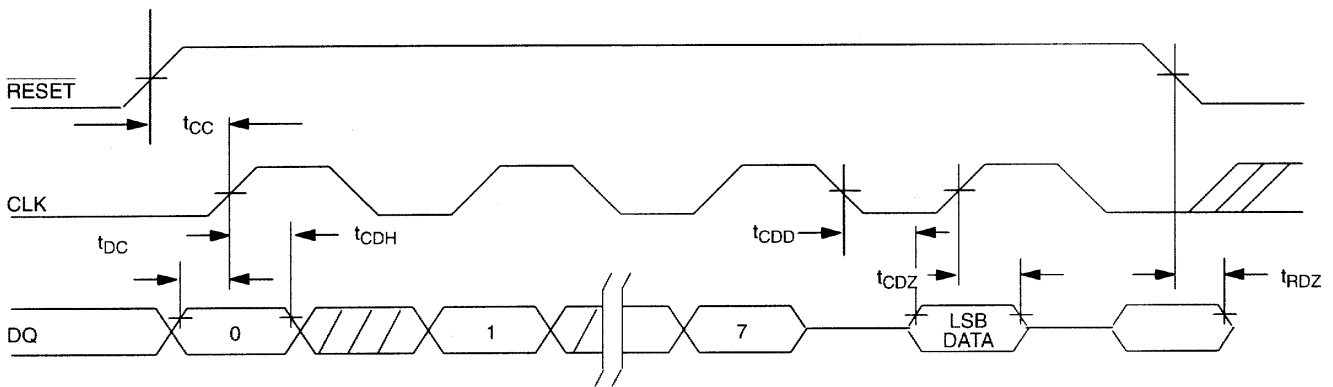 RESET
tCC
CLK
tDC
tCDH
tCDD
tCDZ
tRDZ
DQ
0
1
7
LSB
DATA